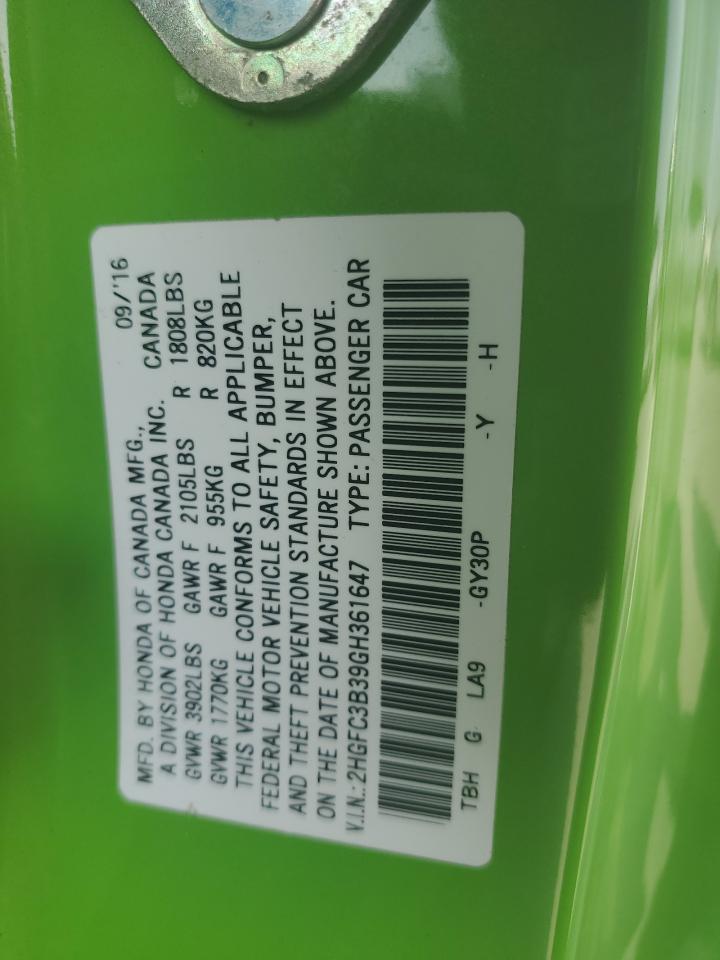 MFD. BY HONDA OF CANADA MFG., 09/'16
A DIVISION OF HONDA CANADA INC. CANADA
GVWR 3902LBS GAWR F 2105LBS R 1808LBS
GVWR 1770KG GAWR F 955KG R 820KG
THIS VEHICLE CONFORMS TO ALL APPLICABLE
FEDERAL MOTOR VEHICLE SAFETY, BUMPER,
AND THEFT PREVENTION STANDARDS IN EFFECT
ON THE DATE OF MANUFACTURE SHOWN ABOVE.
V.I.N.: 2HGFC3B39GH361647 TYPE: PASSENGER CAR
TBH G LA9 -GY30P -Y -H